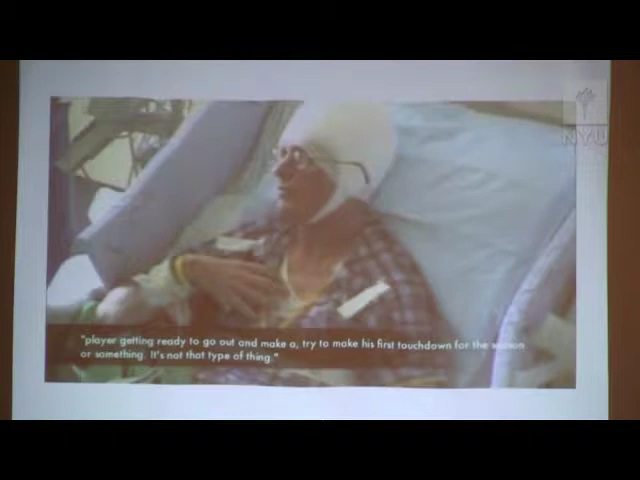 NYU
"player getting ready to go out and make a, try to make his first touchdown for the season
or something. It's not that type of thing."